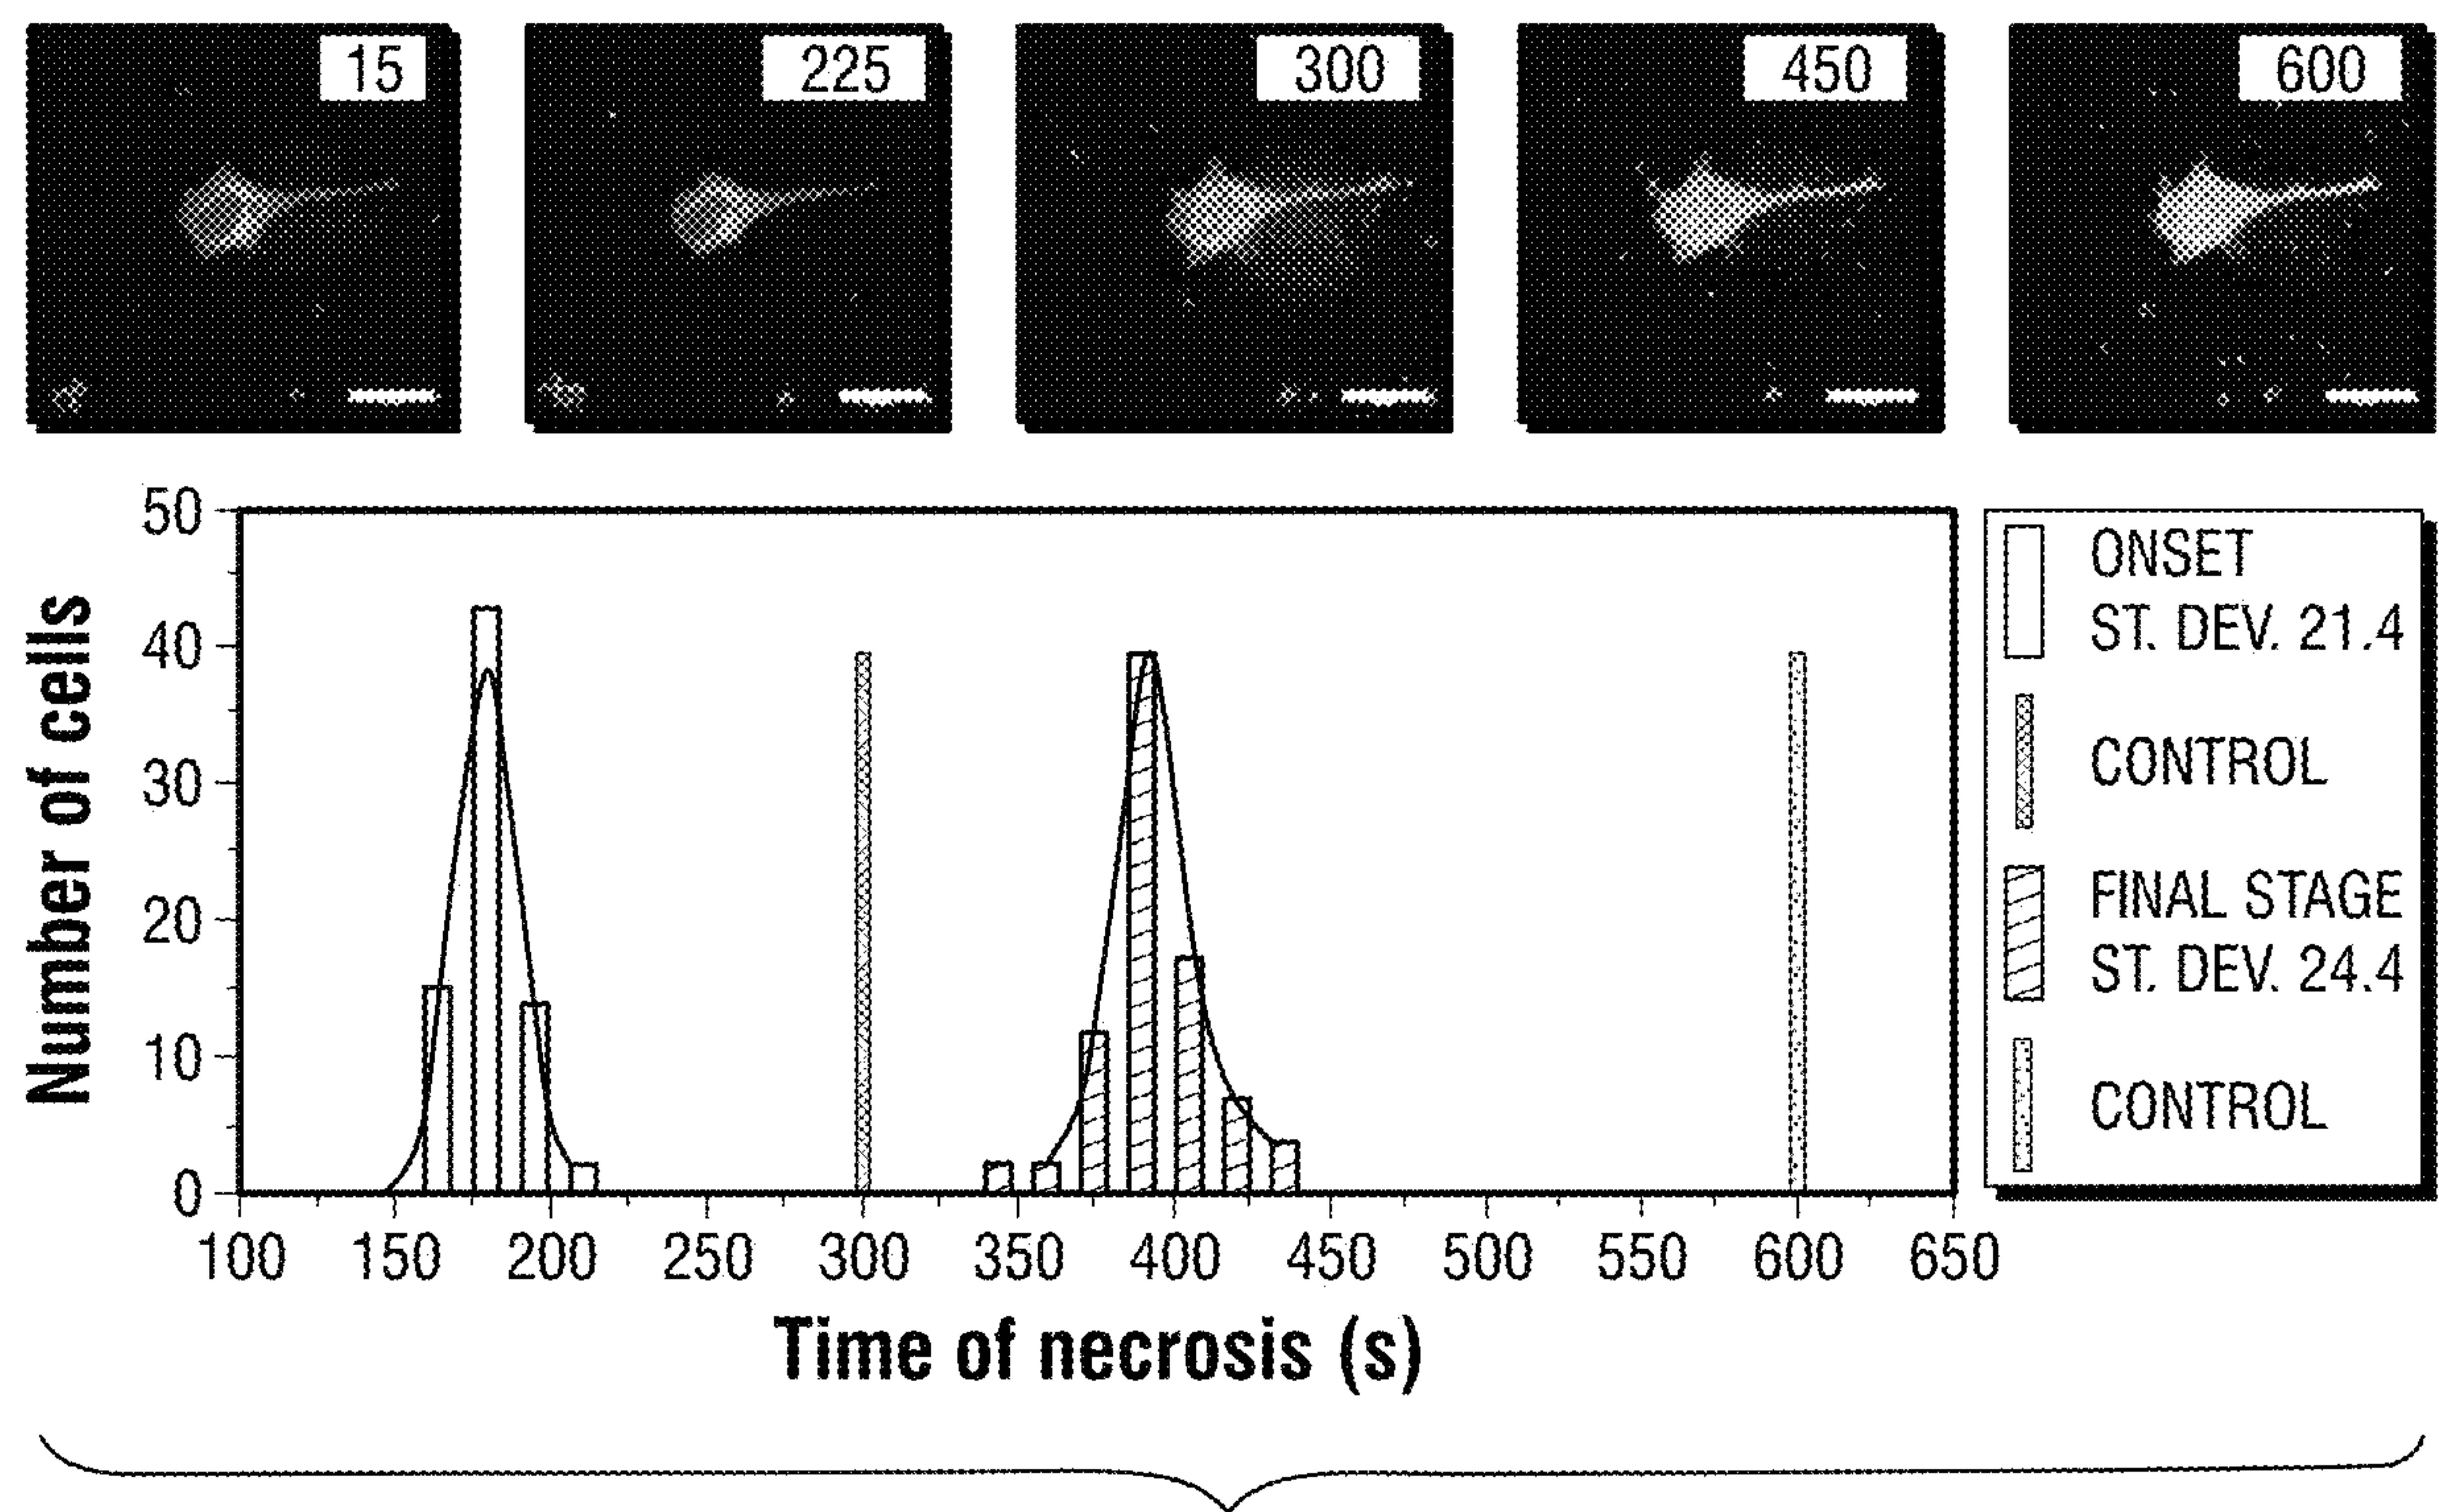 15
225
300
450
600
50
40
30
20
10
0
Number of cells
100 150 200 250 300 350 400 450 500 550 600 650
Time of necrosis (s)
ONSET
ST. DEV. 21.4
CONTROL
FINAL STAGE
ST. DEV. 24.4
CONTROL